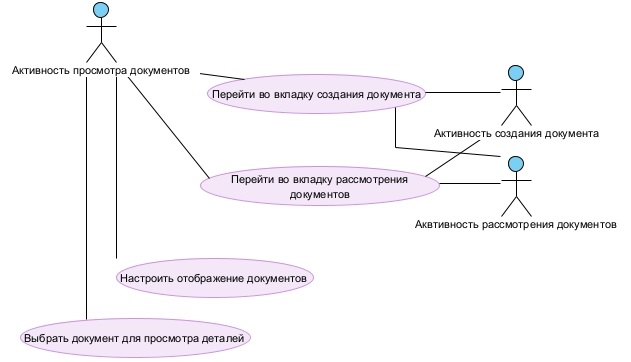 Активность просмотра документов
Перейти во вкладку создания документа
Активность создания документа
Перейти во вкладку рассмотрения
документов
Аквтивность рассмотрения документов
Настроить отображение документов
Выбрать документ для просмотра деталей